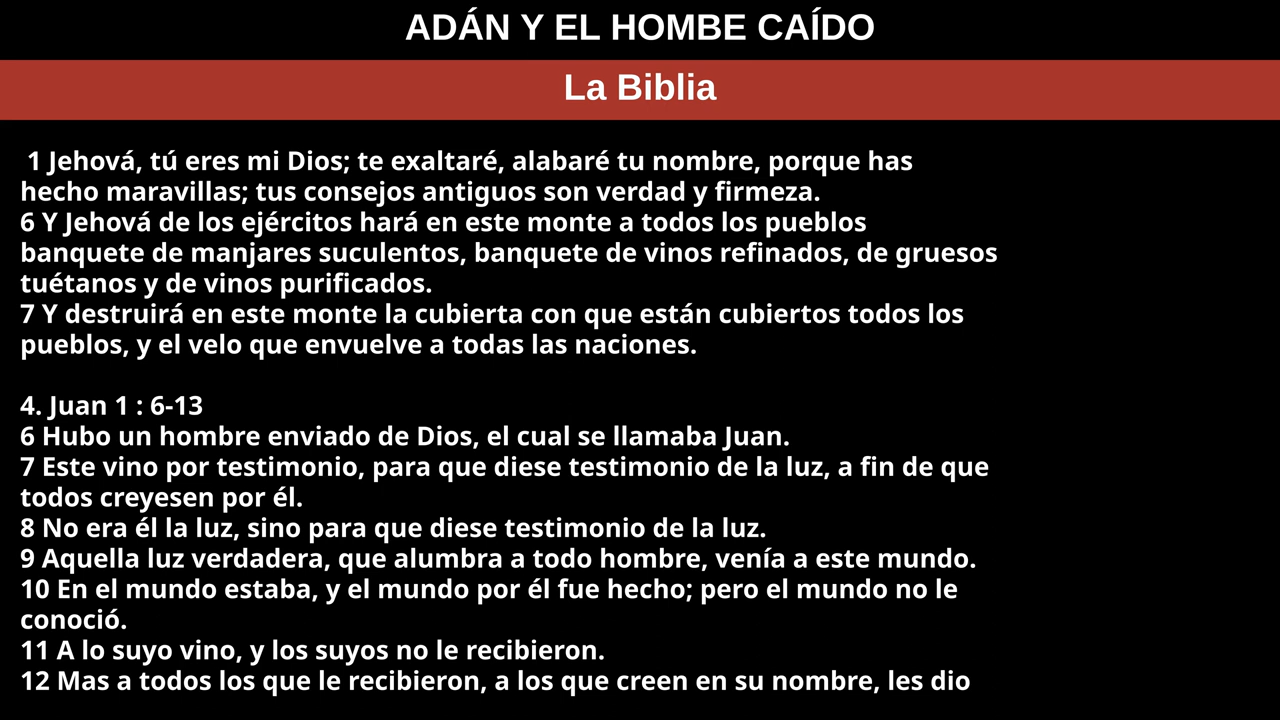 ADÁN Y EL HOMBE CAÍDO
La Biblia
1 Jehová, tú eres mi Dios; te exaltaré, alabaré tu nombre, porque has
hecho maravillas; tus consejos antiguos son verdad y firmeza.
6 Y Jehová de los ejércitos hará en este monte a todos los pueblos
banquete de manjares suculentos, banquete de vinos refinados, de gruesos
tuétanos y de vinos purificados.
7 Y destruirá en este monte la cubierta con que están cubiertos todos los
pueblos, y el velo que envuelve a todas las naciones.
4. Juan 1 : 6-13
6 Hubo un hombre enviado de Dios, el cual se llamaba Juan.
7 Este vino por testimonio, para que diese testimonio de la luz, a fin de que
todos creyesen por él.
8 No era él la luz, sino para que diese testimonio de la luz.
9 Aquella luz verdadera, que alumbra a todo hombre, venía a este mundo.
10 En el mundo estaba, y el mundo por él fue hecho; pero el mundo no le
conoció.
11 A lo suyo vino, y los suyos no le recibieron.
12 Mas a todos los que le recibieron, a los que creen en su nombre, les dio